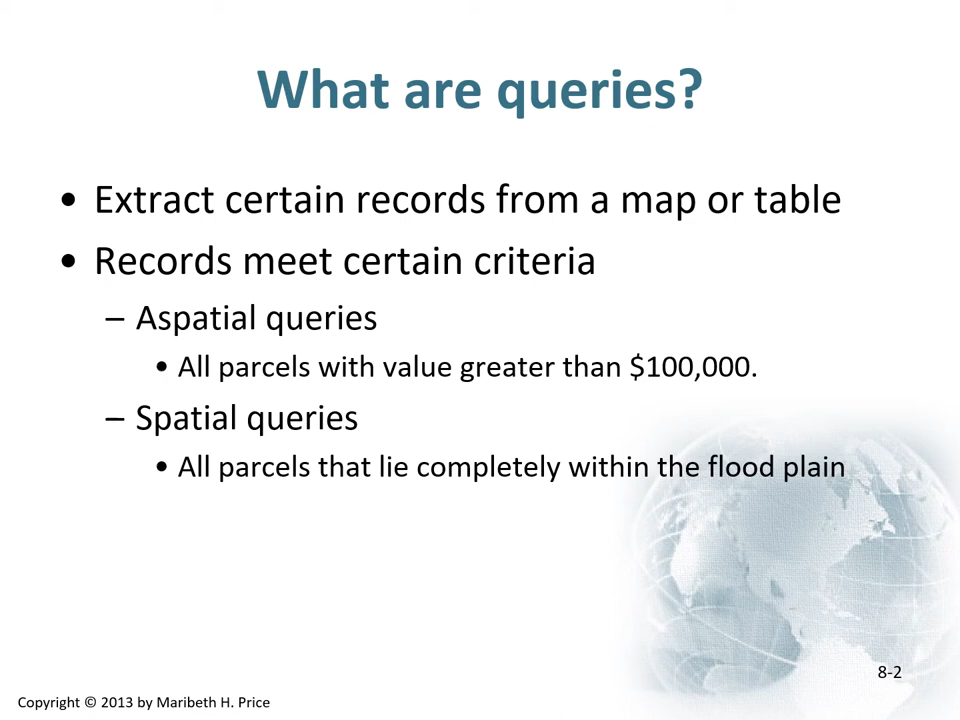 What are queries?
• Extract certain records from a map or table
• Records meet certain criteria
– Aspatial queries
• All parcels with value greater than $100,000.
– Spatial queries
• All parcels that lie completely within the flood plain
8-2
Copyright © 2013 by Maribeth H. Price